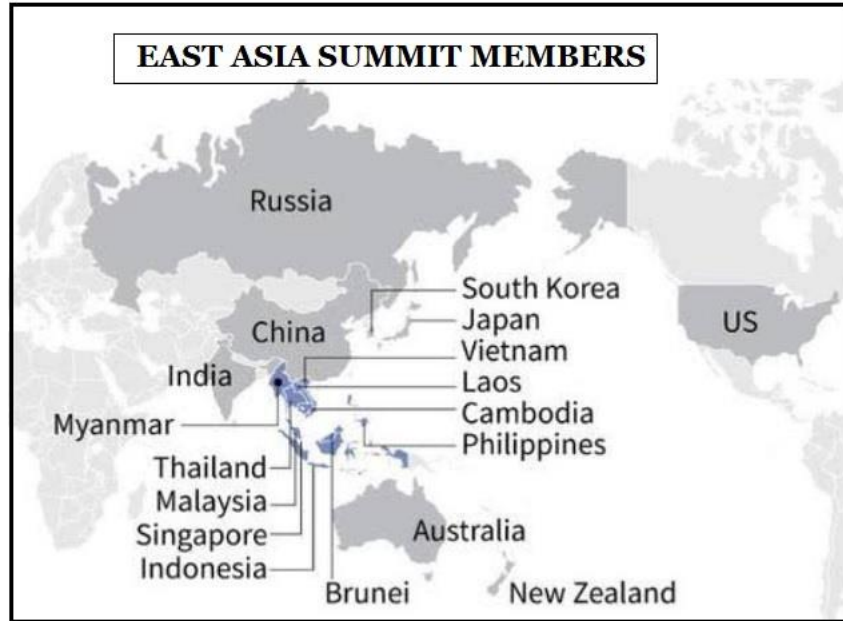 EAST ASIA SUMMIT MEMBERS
Russia
South Korea
Japan
China
US
Vietnam
India
Laos
Cambodia
Myanmar
Philippines
Thailand
Malaysia
Singapore
Australia
Indonesia
Brunei
New Zealand